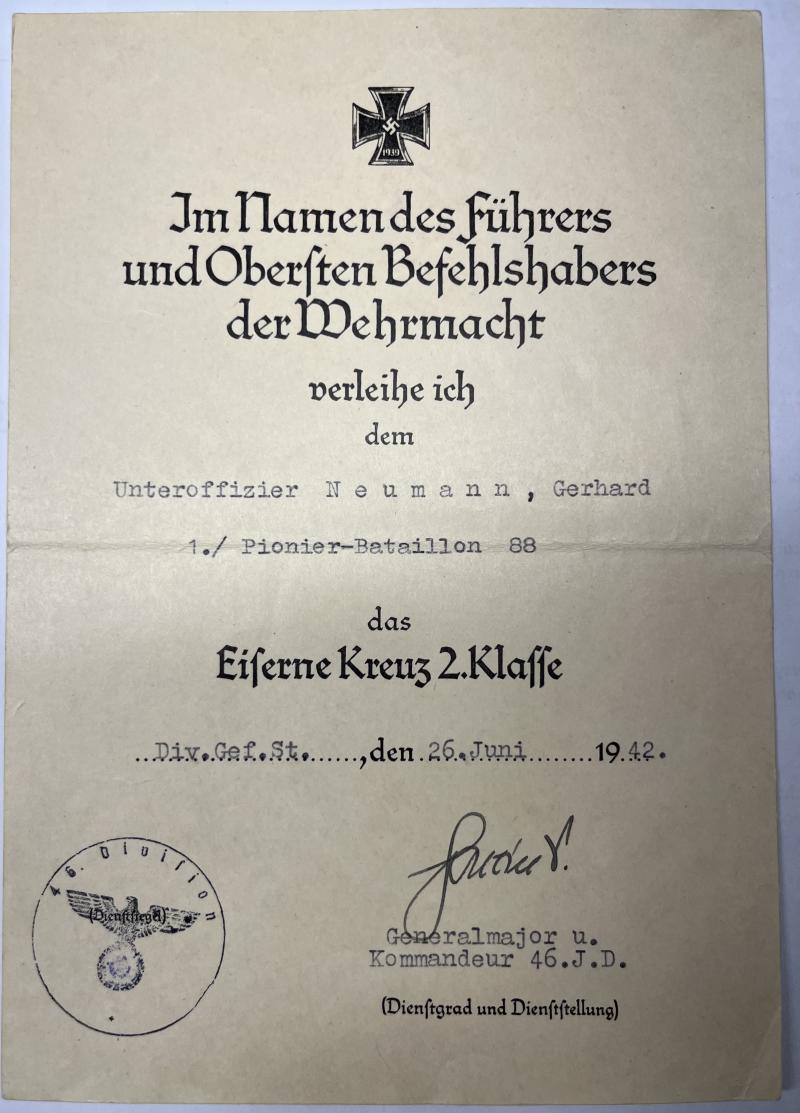 1939
Im Namen des Führers
und Oberſten Befehlshabers
der Wehrmacht
verleihe ich
dem
Unteroffizier N e u m a n n , Gerhard
1./ Pionier-Bataillon 88
das
Eiſerne Kreuz 2.Klaſſe
...Div.Gef.St......., den .26.Juni........ 19.42.
46. Diviſion
(Dienſtſiegel)
Generalmajor u.
Kommandeur 46.J.D.
(Dienſtgrad und Dienſtſtellung)